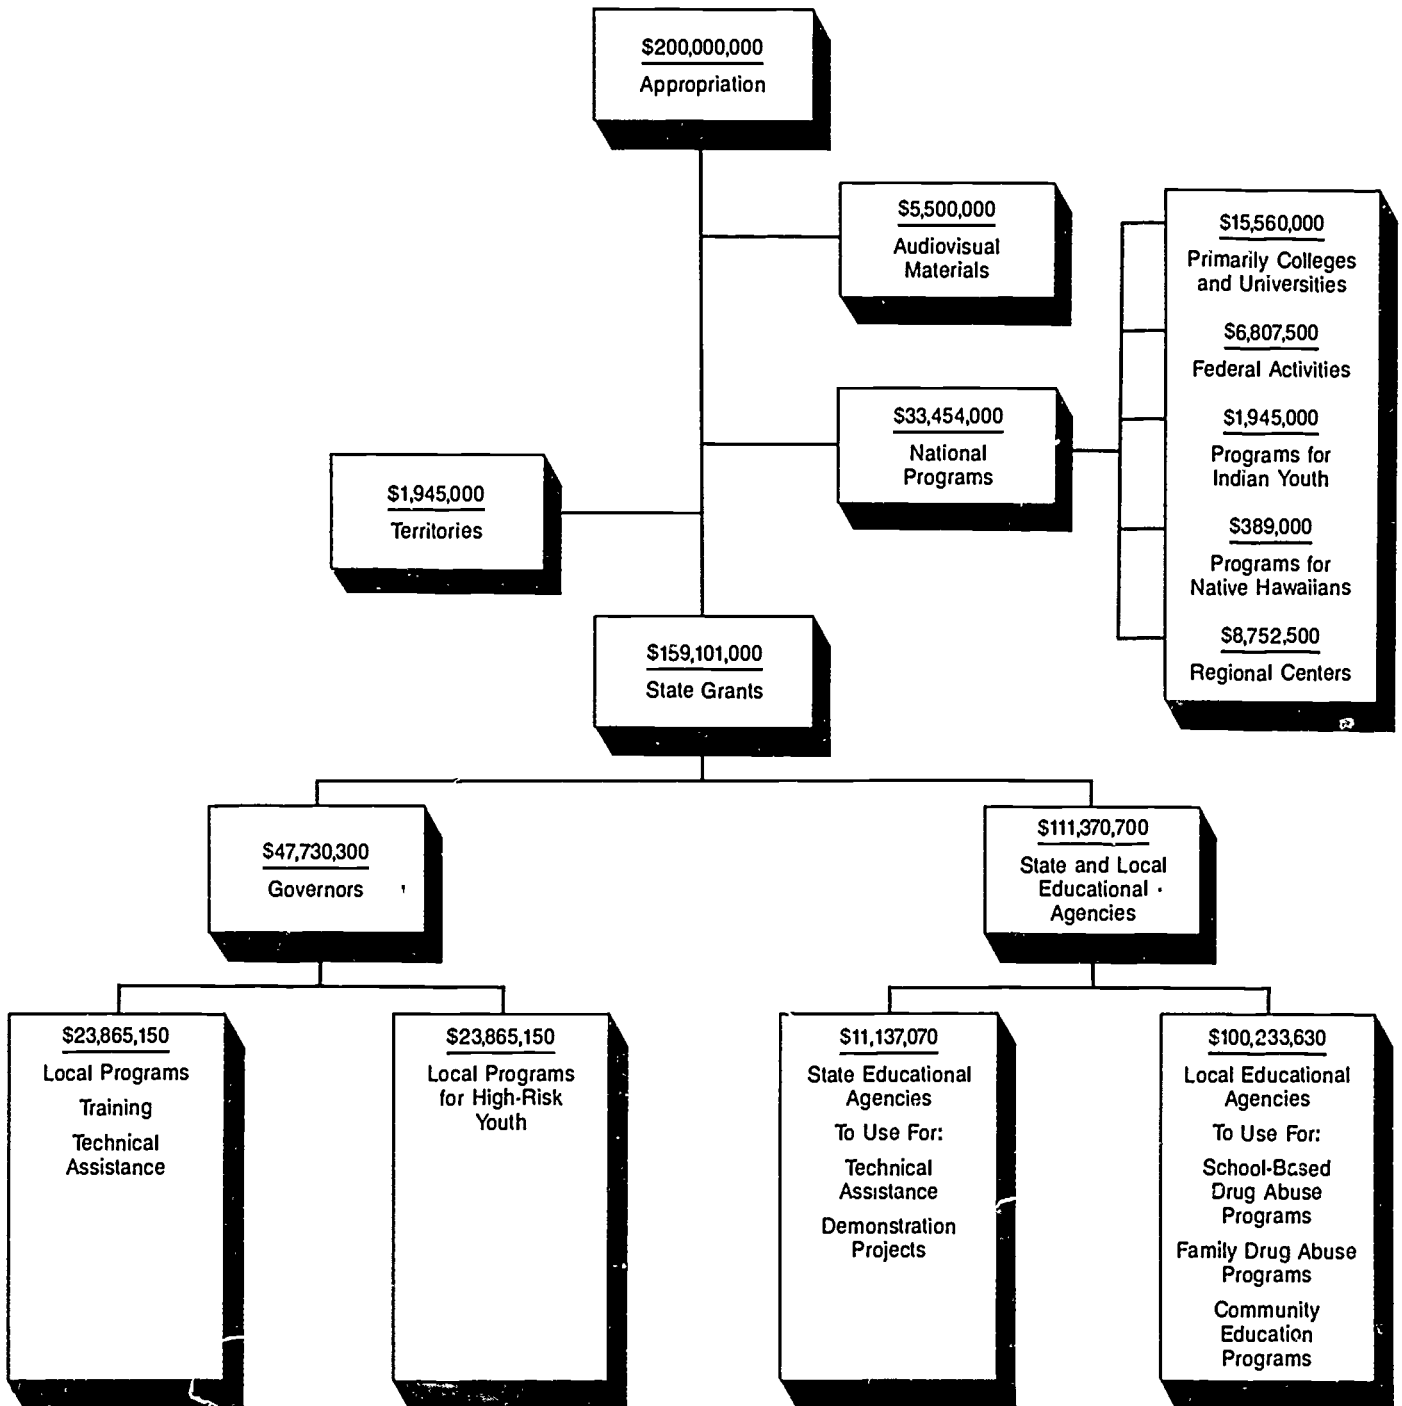 $200,000,000
Appropriation
$5,500,000
Audiovisual
Materials
$15,560,000
Primarily Colleges
and Universities
$6,807,500
Federal Activities
$1,945,000
Programs for
Indian Youth
$389,000
Programs for
Native Hawaiians
$8,752,500
Regional Centers
$33,454,000
National
Programs
$1,945,000
Territories
$159,101,000
State Grants
$47,730,300
Governors
$111,370,700
State and Local
Educational
Agencies
$23,865,150
Local Programs
Training
Technical
Assistance
$23,865,150
Local Programs
for High-Risk
Youth
$11,137,070
State Educational
Agencies
To Use For:
Technical
Assistance
Demonstration
Projects
$100,233,630
Local Educational
Agencies
To Use For:
School-Based
Drug Abuse
Programs
Family Drug Abuse
Programs
Community
Education
Programs